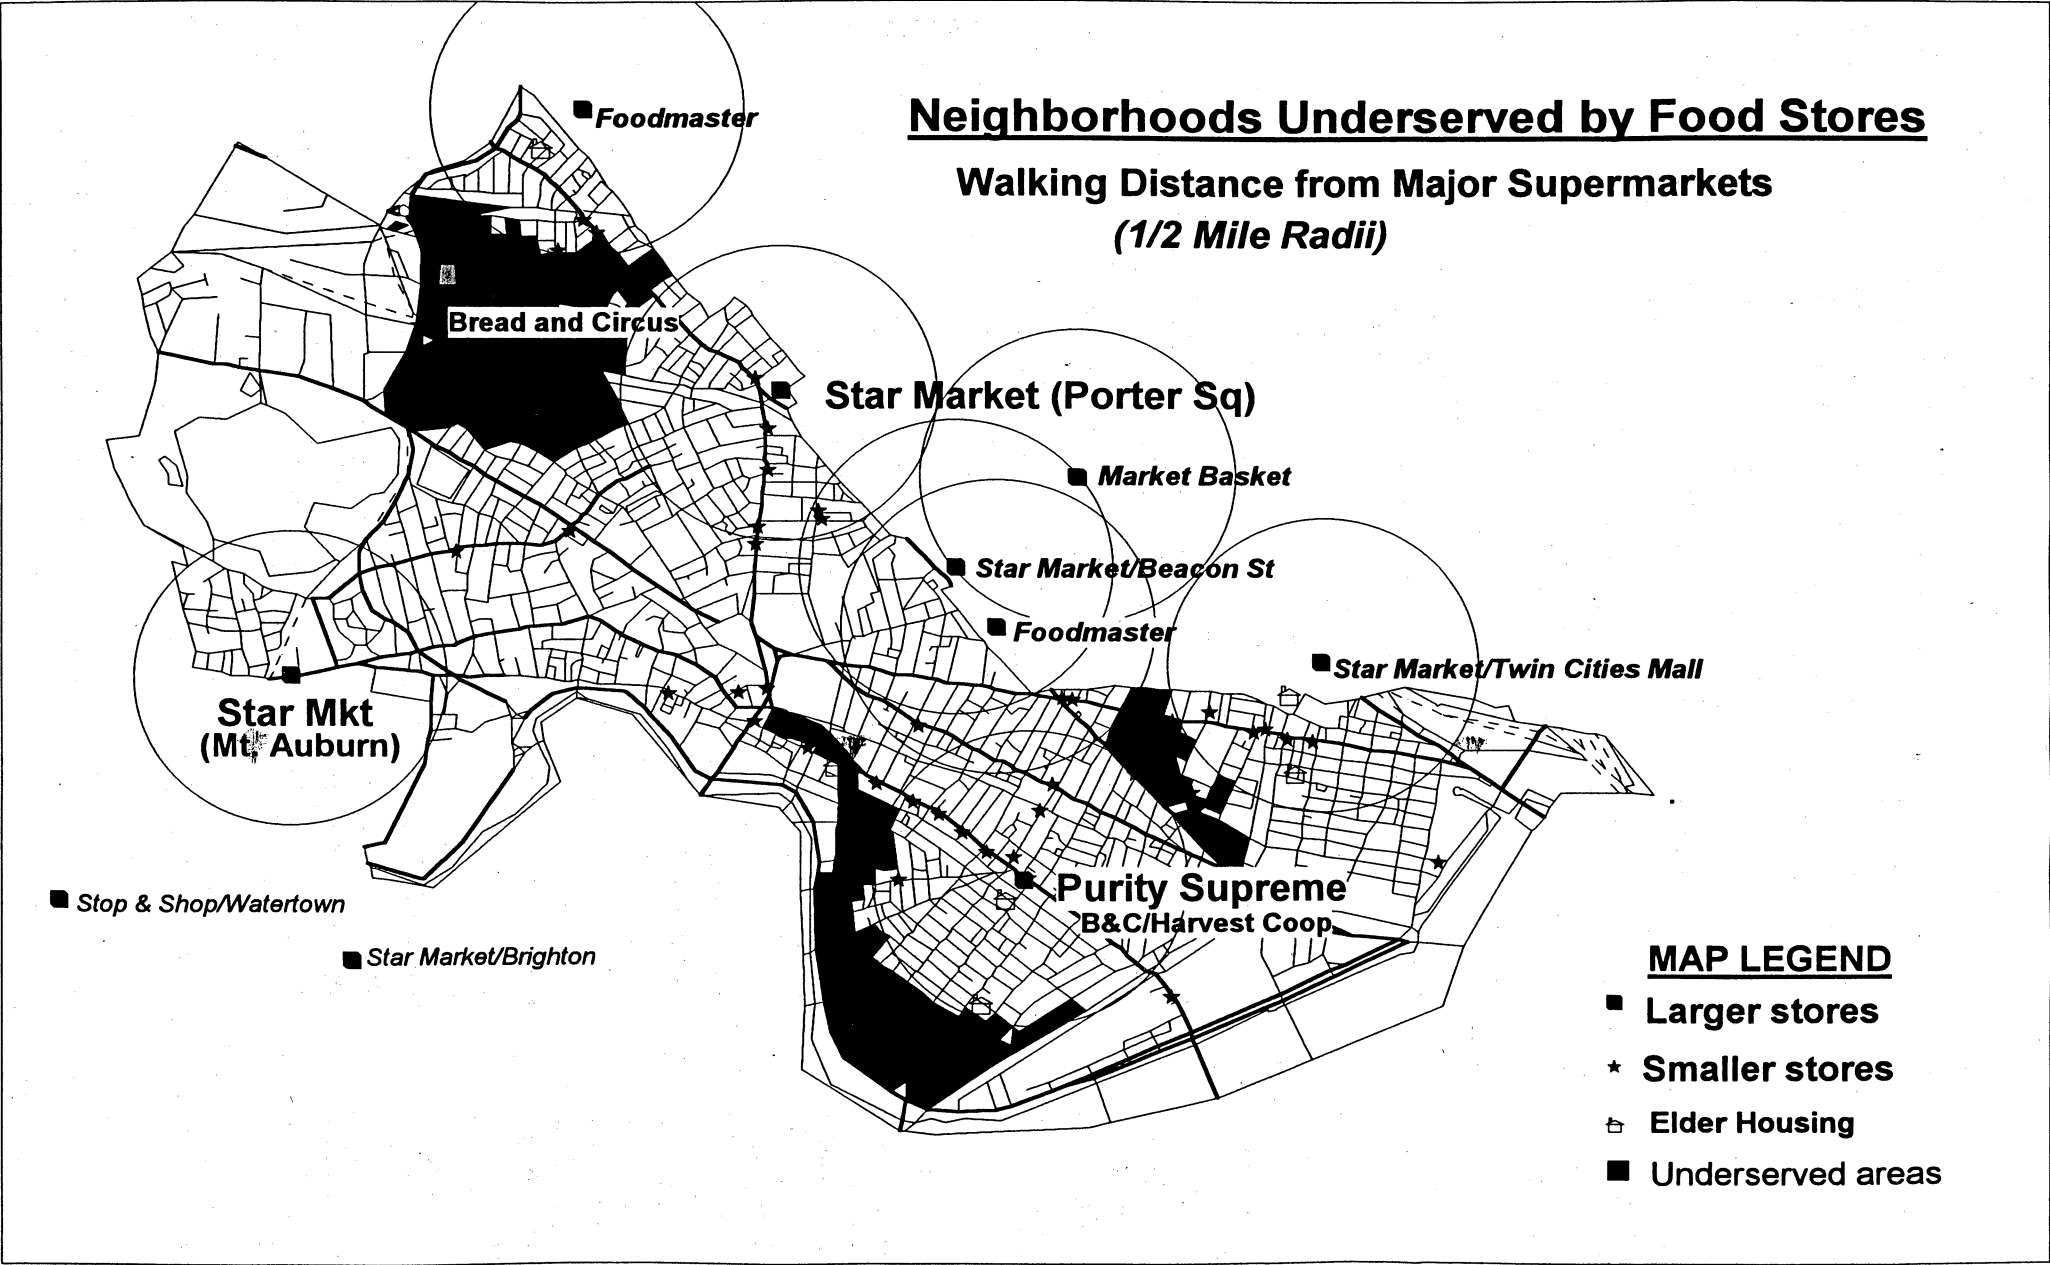 Neighborhoods Underserved by Food Stores
Walking Distance from Major Supermarkets
(1/2 Mile Radii)
Foodmaster
Bread and Circus
Star Market (Porter Sq)
Market Basket
Star Market/Beacon St
Foodmaster
Star Market/Twin Cities Mall
Star Mkt
(Mt. Auburn)
Purity Supreme
B&C/Harvest Coop
Stop & Shop/Watertown
Star Market/Brighton
MAP LEGEND
Larger stores
Smaller stores
Elder Housing
Underserved areas